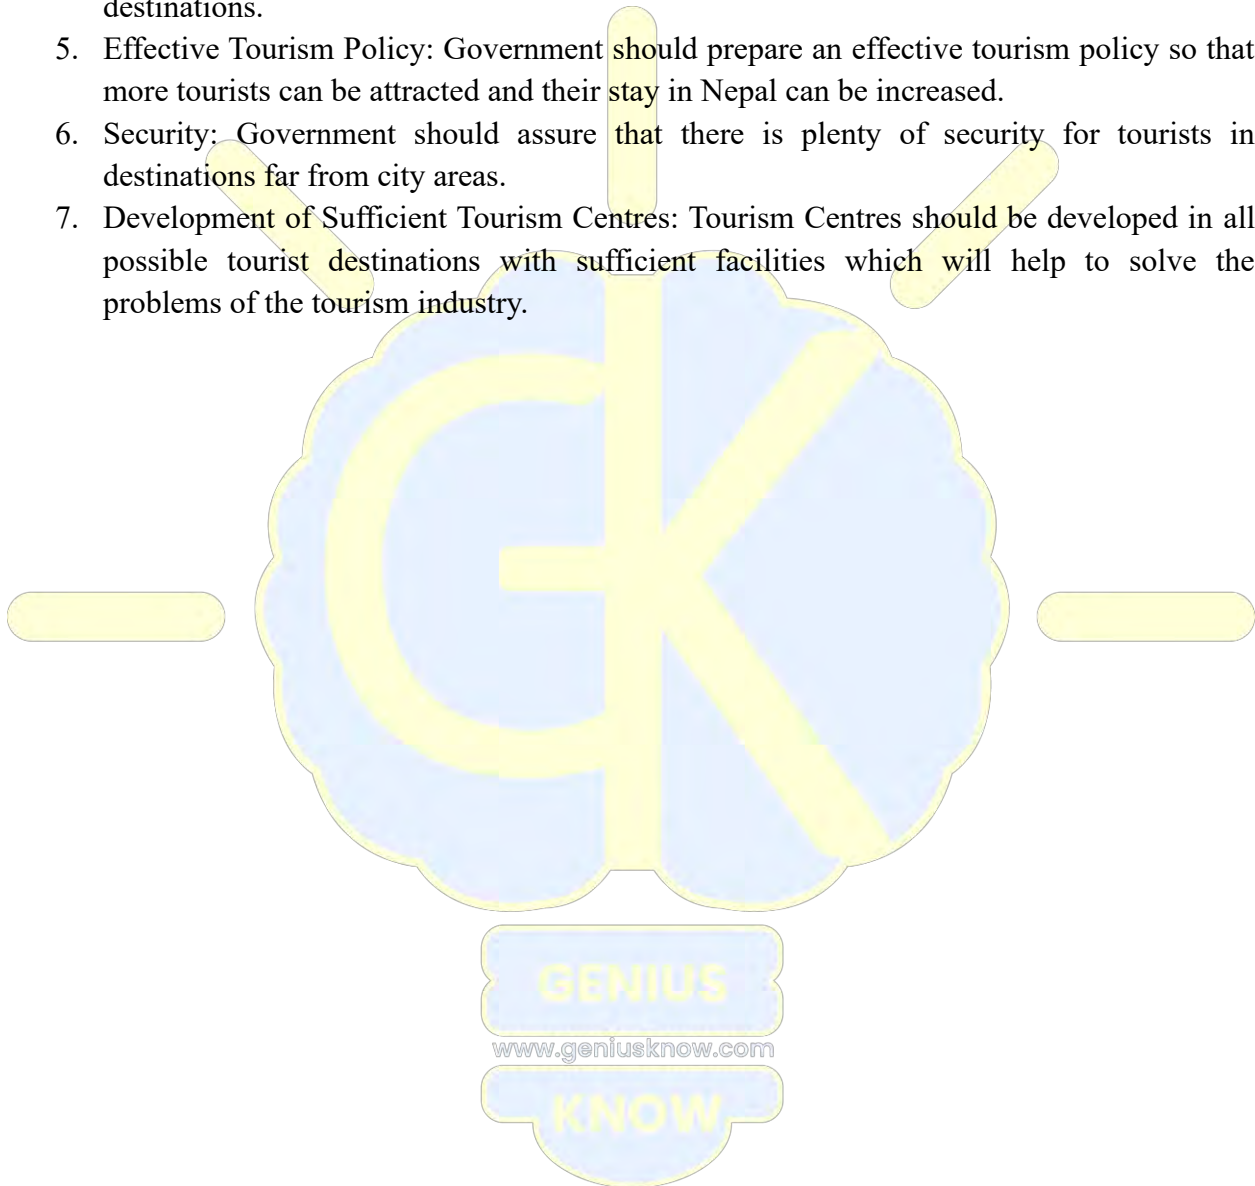 destinations.
5. Effective Tourism Policy: Government should prepare an effective tourism policy so that
more tourists can be attracted and their stay in Nepal can be increased.
6. Security: Government should assure that there is plenty of security for tourists in
destinations far from city areas.
7. Development of Sufficient Tourism Centres: Tourism Centres should be developed in all
possible tourist destinations with sufficient facilities which will help to solve the
problems of the tourism industry.
GK
GENIUS
www.geniusknow.com
KNOW